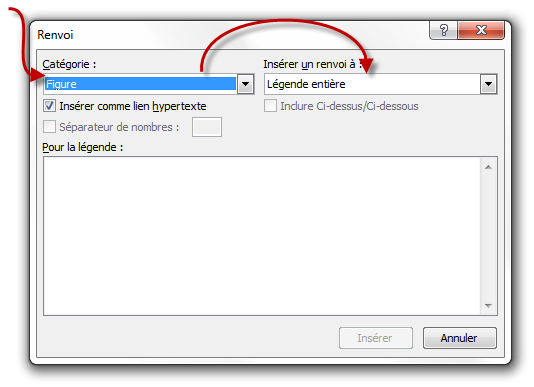 Renvoi
?
Catégorie :
Insérer un renvoi à :
Figure
Légende entière
Insérer comme lien hypertexte
Inclure Ci-dessus/Ci-dessous
Séparateur de nombres :
Pour la légende :
Insérer
Annuler